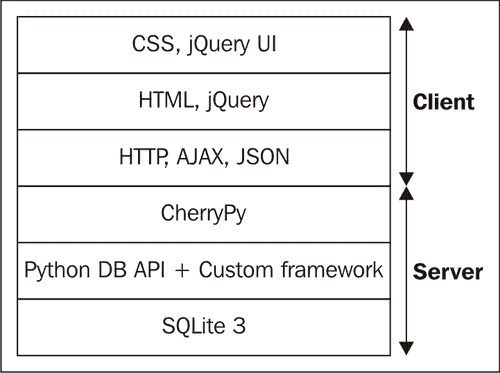 CSS, jQuery UI
HTML, jQuery
Client
HTTP, AJAX, JSON
CherryPy
Python DB API + Custom framework
Server
SQLite 3